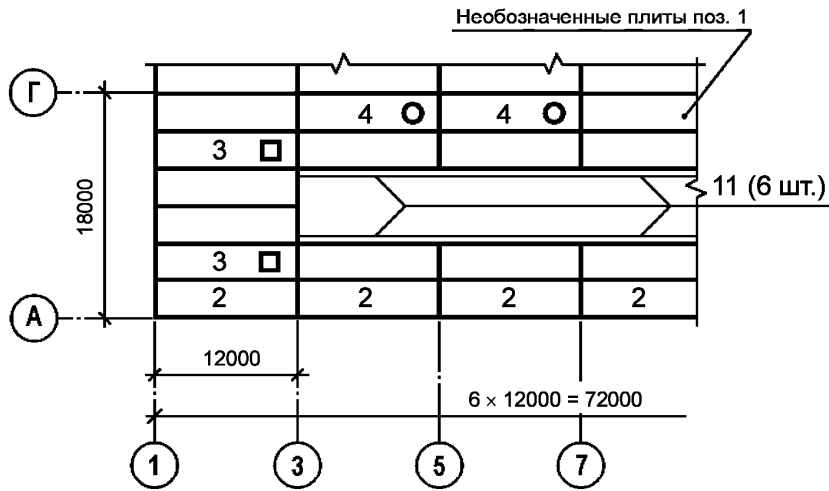 Необозначенные плиты поз. 1
Г
4 4
3
18000
11 (6 шт.)
3
2 2 2 2
А
12000
6 × 12000 = 72000
1 3 5 7